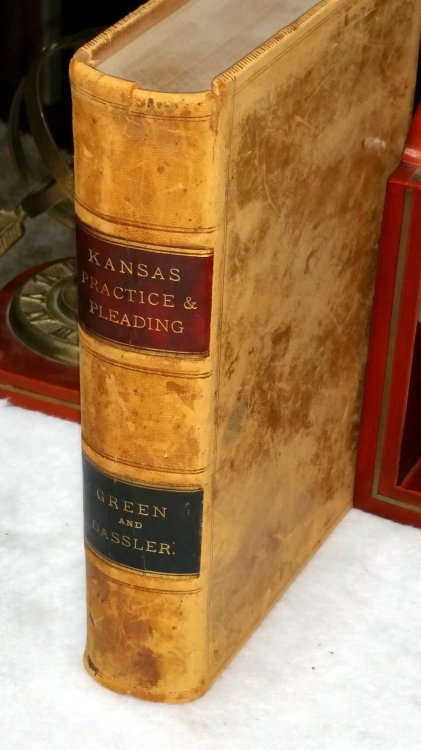 KANSAS
PRACTICE &
PLEADING
GREEN
AND
DASSLER.